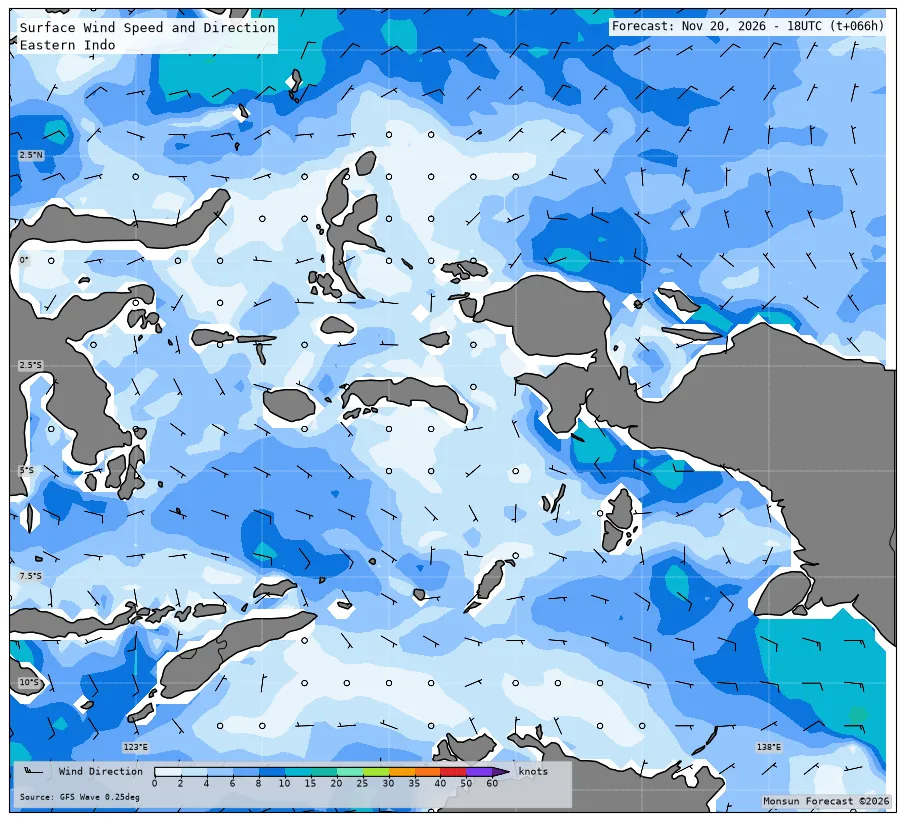 Surface Wind Speed and Direction
Eastern Indo
Forecast: Nov 20, 2026 - 18UTC (t+066h)
2.5°N
0°
2.5°S
5°S
7.5°S
10°S
123°E
138°E
Wind Direction
knots
0 2 4 6 8 10 15 20 25 30 35 40 50 60
Source: GFS Wave 0.25deg
Monsun Forecast ©2026